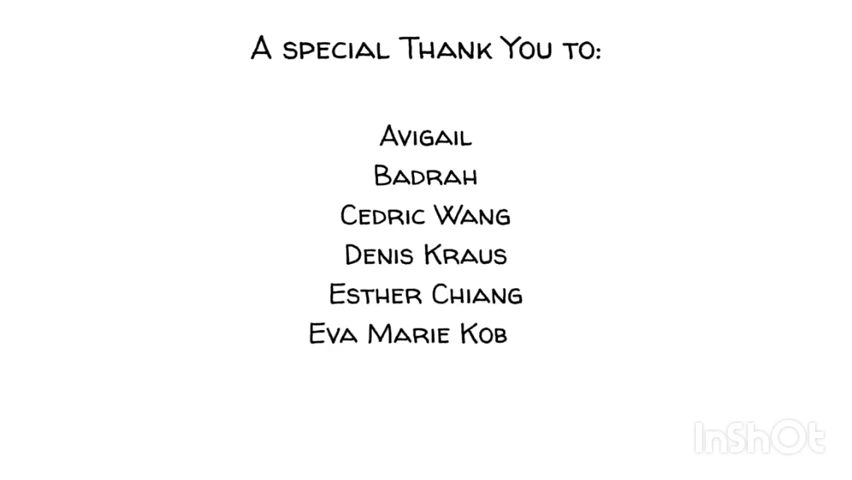 A special Thank You to:
Avigail
Badrah
Cedric Wang
Denis Kraus
Esther Chiang
Eva Marie Kob
InShOt